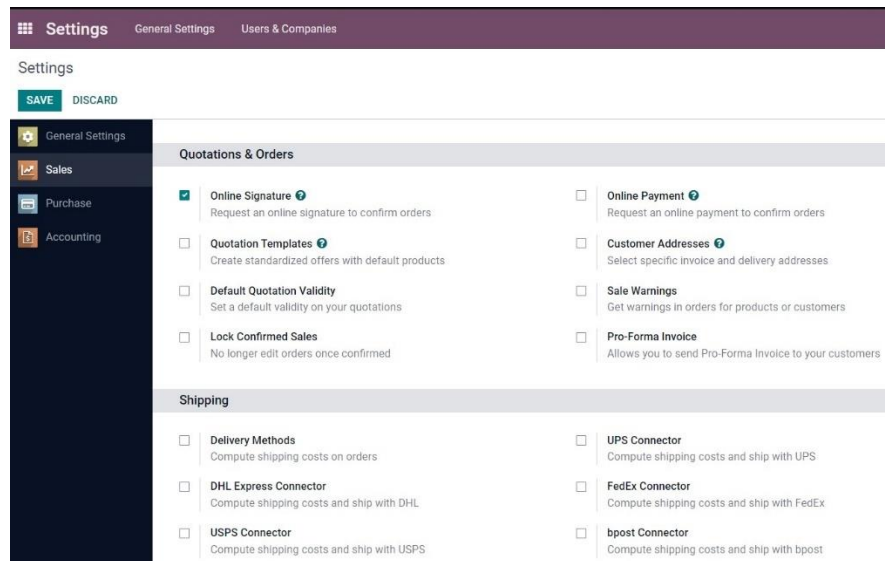 Settings General Settings Users & Companies
Settings
SAVE DISCARD
General Settings
Sales
Purchase
Accounting
Quotations & Orders
Online Signature
Request an online signature to confirm orders
Online Payment
Request an online payment to confirm orders
Quotation Templates
Create standardized offers with default products
Customer Addresses
Select specific invoice and delivery addresses
Default Quotation Validity
Set a default validity on your quotations
Sale Warnings
Get warnings in orders for products or customers
Lock Confirmed Sales
No longer edit orders once confirmed
Pro-Forma Invoice
Allows you to send Pro-Forma Invoice to your customers
Shipping
Delivery Methods
Compute shipping costs on orders
UPS Connector
Compute shipping costs and ship with UPS
DHL Express Connector
Compute shipping costs and ship with DHL
FedEx Connector
Compute shipping costs and ship with FedEx
USPS Connector
Compute shipping costs and ship with USPS
bpost Connector
Compute shipping costs and ship with bpost